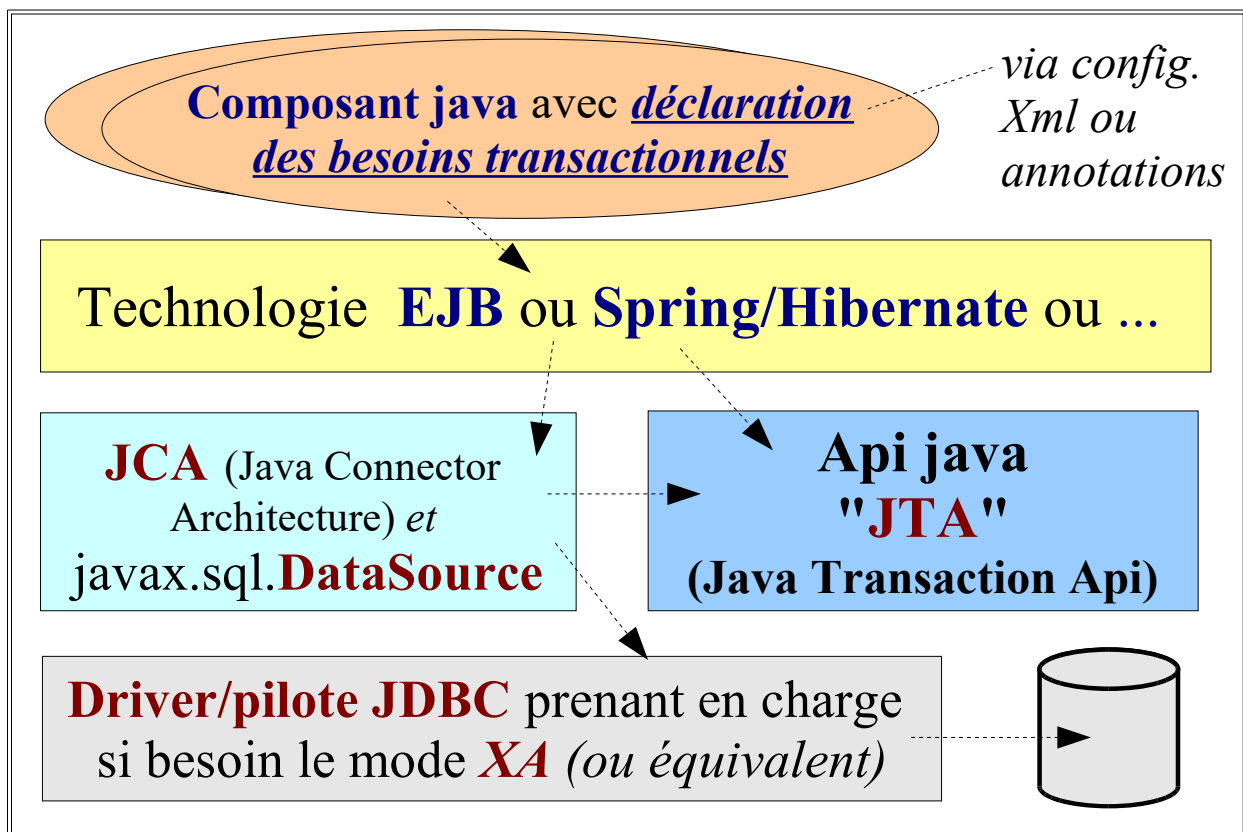 Composant java avec déclaration
des besoins transactionnels
via config.
Xml ou
annotations
Technologie EJB ou Spring/Hibernate ou ...
JCA (Java Connector
Architecture) et
javax.sql.DataSource
Api java
"JTA"
(Java Transaction Api)
Driver/pilote JDBC prenant en charge
si besoin le mode XA (ou équivalent)